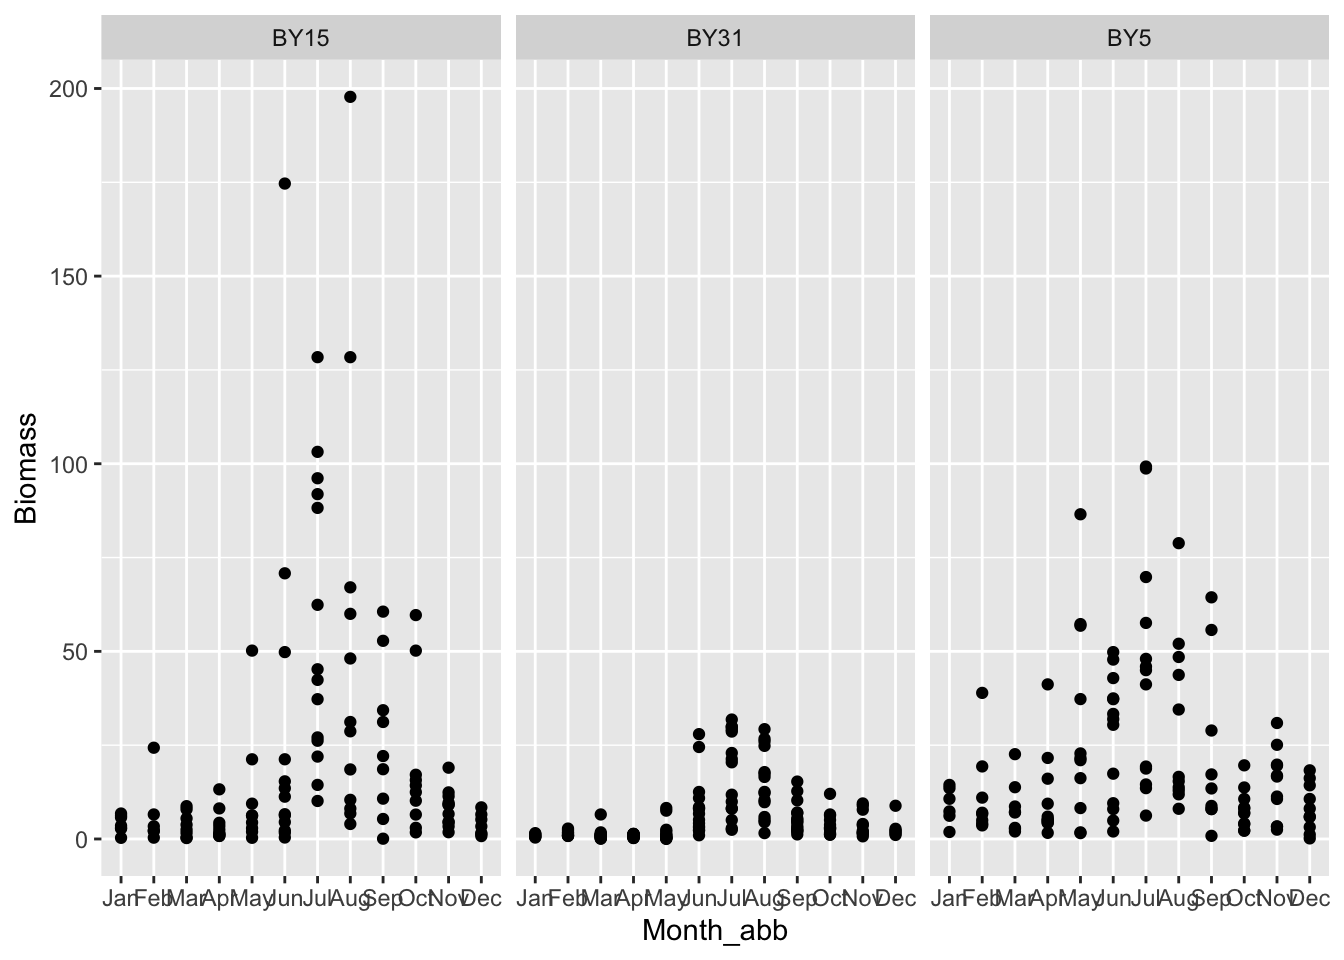 BY15 BY31 BY5
Biomass
200
150
100
50
0
Jan Feb Mar Apr May Jun Jul Aug Sep Oct Nov Dec Jan Feb Mar Apr May Jun Jul Aug Sep Oct Nov Dec Jan Feb Mar Apr May Jun Jul Aug Sep Oct Nov Dec
Month_abb